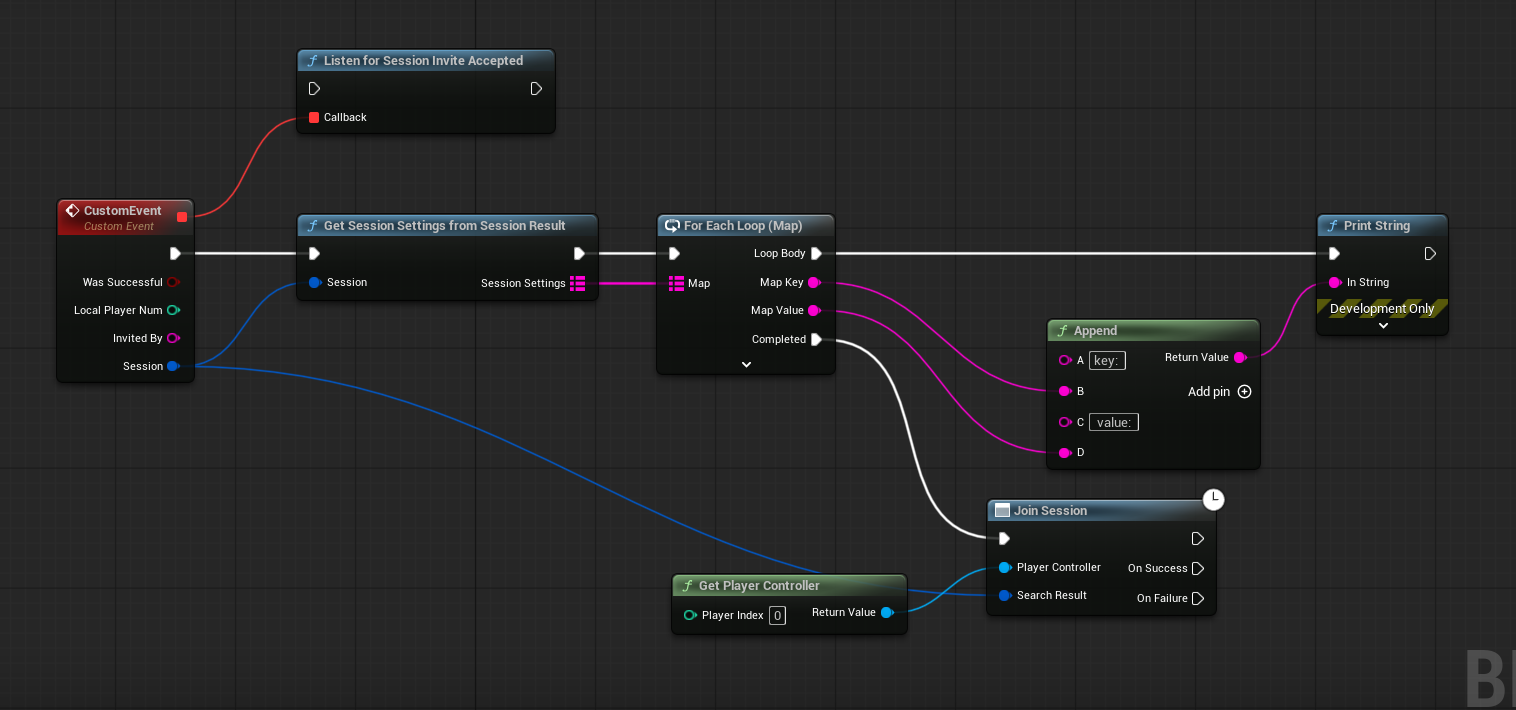 Listen for Session Invite Accepted
Callback
CustomEvent
Custom Event
Was Successful
Local Player Num
Invited By
Session
Get Session Settings from Session Result
Session
Session Settings
For Each Loop (Map)
Loop Body
Map
Map Key
Map Value
Completed
Print String
In String
Development Only
Append
A key:
Return Value
B
Add pin
C value:
D
Join Session
Player Controller
On Success
Search Result
On Failure
Get Player Controller
Player Index 0
Return Value